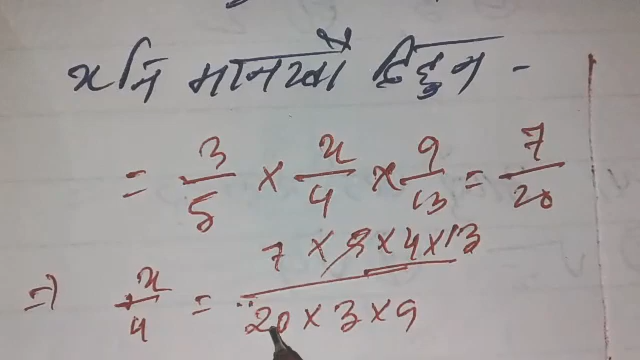 x नि
= 3/5 × x/4 × 9/13 = 7/20
⇒ x/4 = 7 × 5 × 4 × 13 / 20 × 3 × 9